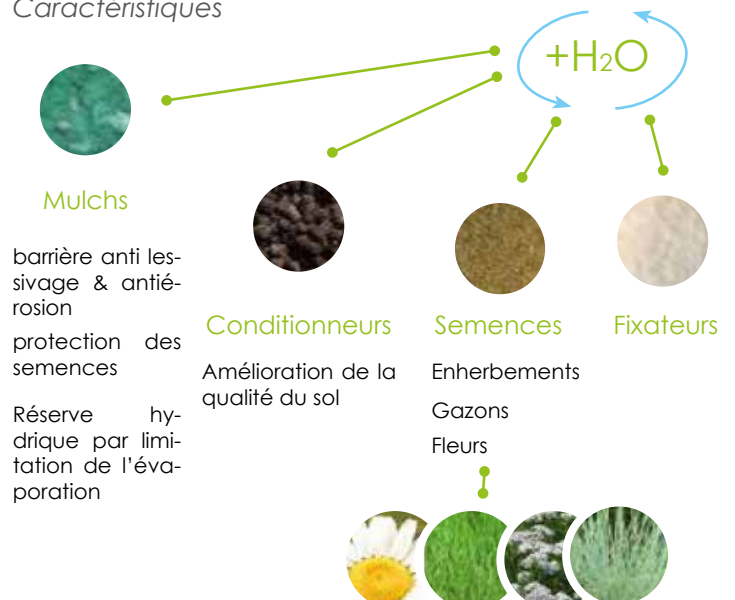 Caractéristiques
+H₂O
Mulchs
barrière anti les-
sivage & antié-
rosion
protection des
semences
Réserve hy-
drique par limi-
tation de l'éva-
poration
Conditionneurs
Amélioration de la
qualité du sol
Semences
Enherbements
Gazons
Fleurs
Fixateurs